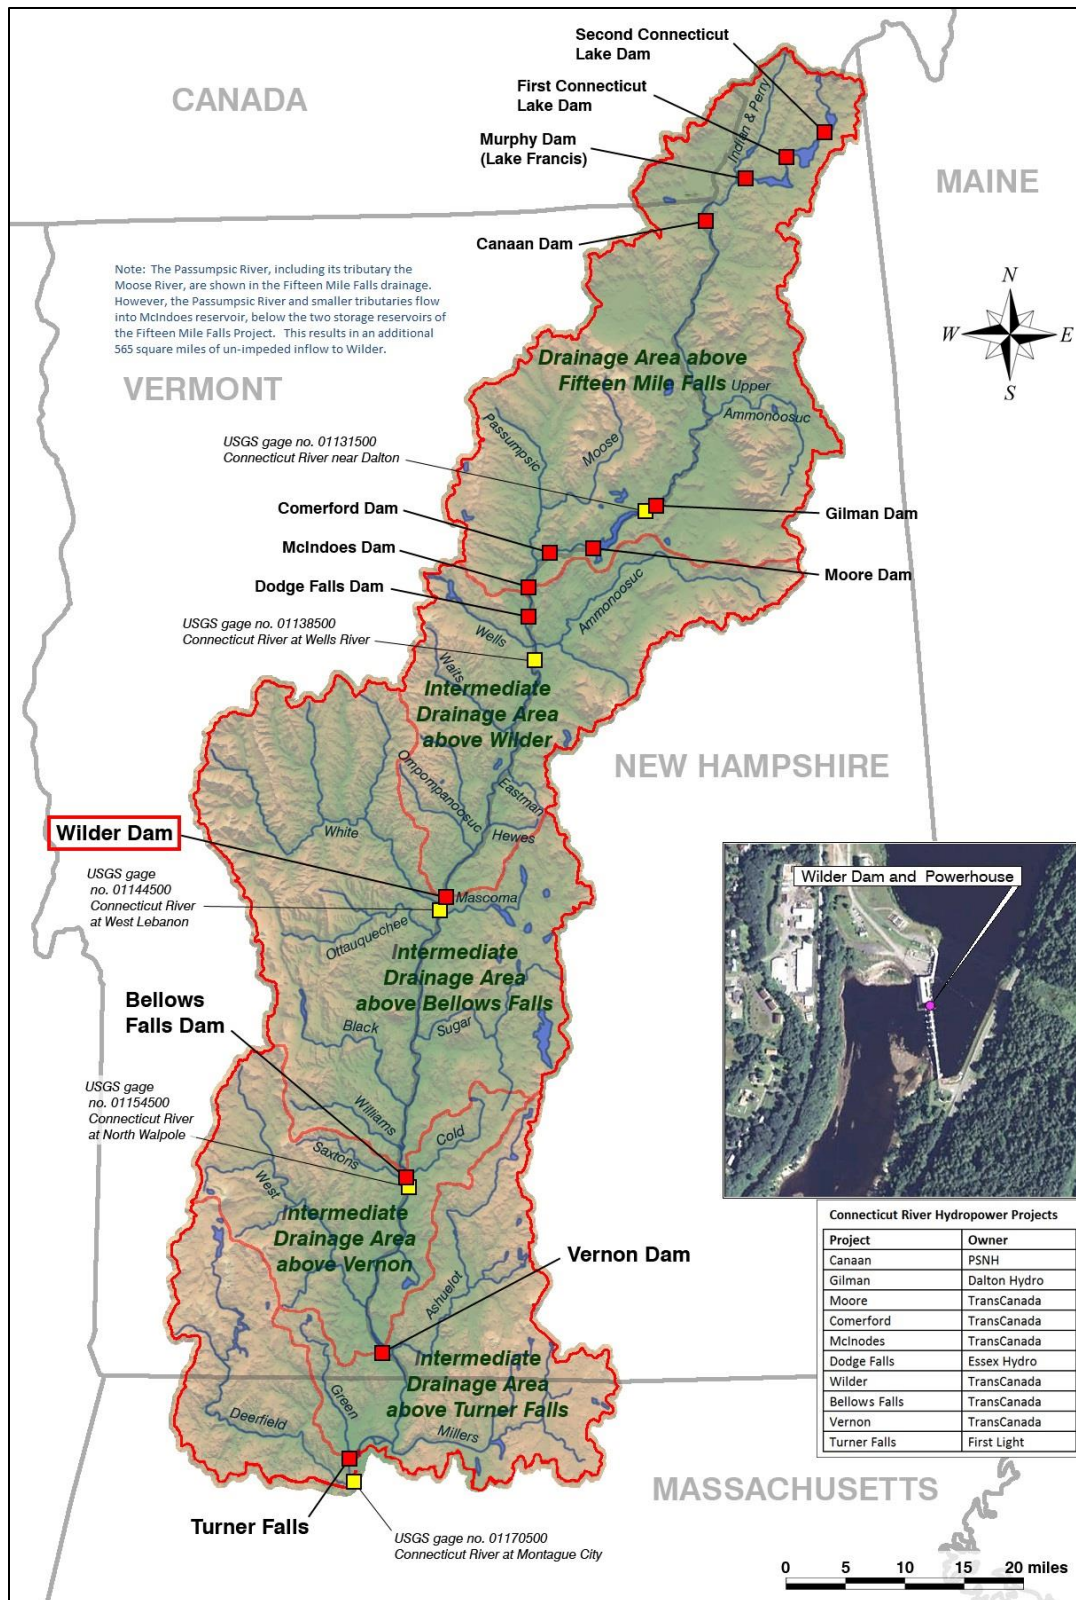 Second Connecticut
Lake Dam
First Connecticut
Lake Dam
CANADA
Murphy Dam
(Lake Francis)
Indian & Perry
MAINE
Canaan Dam
Note: The Passumpsic River, including its tributary the
Moose River, are shown in the Fifteen Mile Falls drainage.
However, the Passumpsic River and smaller tributaries flow
into McIndoes reservoir, below the two storage reservoirs of
the Fifteen Mile Falls Project. This results in an additional
565 square miles of un-impeded inflow to Wilder.
N
W
E
S
VERMONT
Drainage Area above
Fifteen Mile Falls
Upper
Ammonoosuc
Passumpsic
Moose
USGS gage no. 01131500
Connecticut River near Dalton
Comerford Dam
Gilman Dam
McIndoes Dam
Moore Dam
Dodge Falls Dam
Ammonoosuc
USGS gage no. 01138500
Connecticut River at Wells River
Wells
Waits
Intermediate
Drainage Area
above Wilder
NEW HAMPSHIRE
Ompompanoosuc
Eastman
Hewes
White
Wilder Dam
USGS gage
no. 01144500
Connecticut River
at West Lebanon
Mascoma
Ottauquechee
Wilder Dam and Powerhouse
Intermediate
Drainage Area
above Bellows Falls
Bellows
Falls Dam
Black
Sugar
USGS gage
no. 01154500
Connecticut River
at North Walpole
Williams
Cold
Saxtons
West
Intermediate
Drainage Area
above Vernon
Vernon Dam
Ashuelot
Connecticut River Hydropower Projects
Project Owner
Canaan PSNH
Gilman Dalton Hydro
Moore TransCanada
Comerford TransCanada
McInodes TransCanada
Dodge Falls Essex Hydro
Wilder TransCanada
Bellows Falls TransCanada
Vernon TransCanada
Turner Falls First Light
Intermediate
Drainage Area
above Turner Falls
Green
Deerfield
Millers
MASSACHUSETTS
Turner Falls
USGS gage no. 01170500
Connecticut River at Montague City
0 5 10 15 20 miles